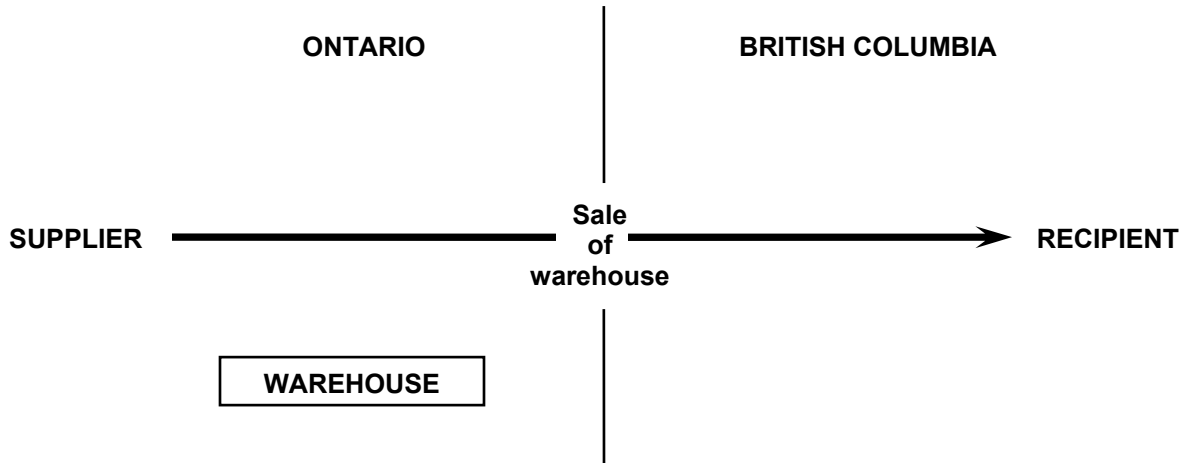 ONTARIO
BRITISH COLUMBIA
SUPPLIER
Sale
of
warehouse
RECIPIENT
WAREHOUSE